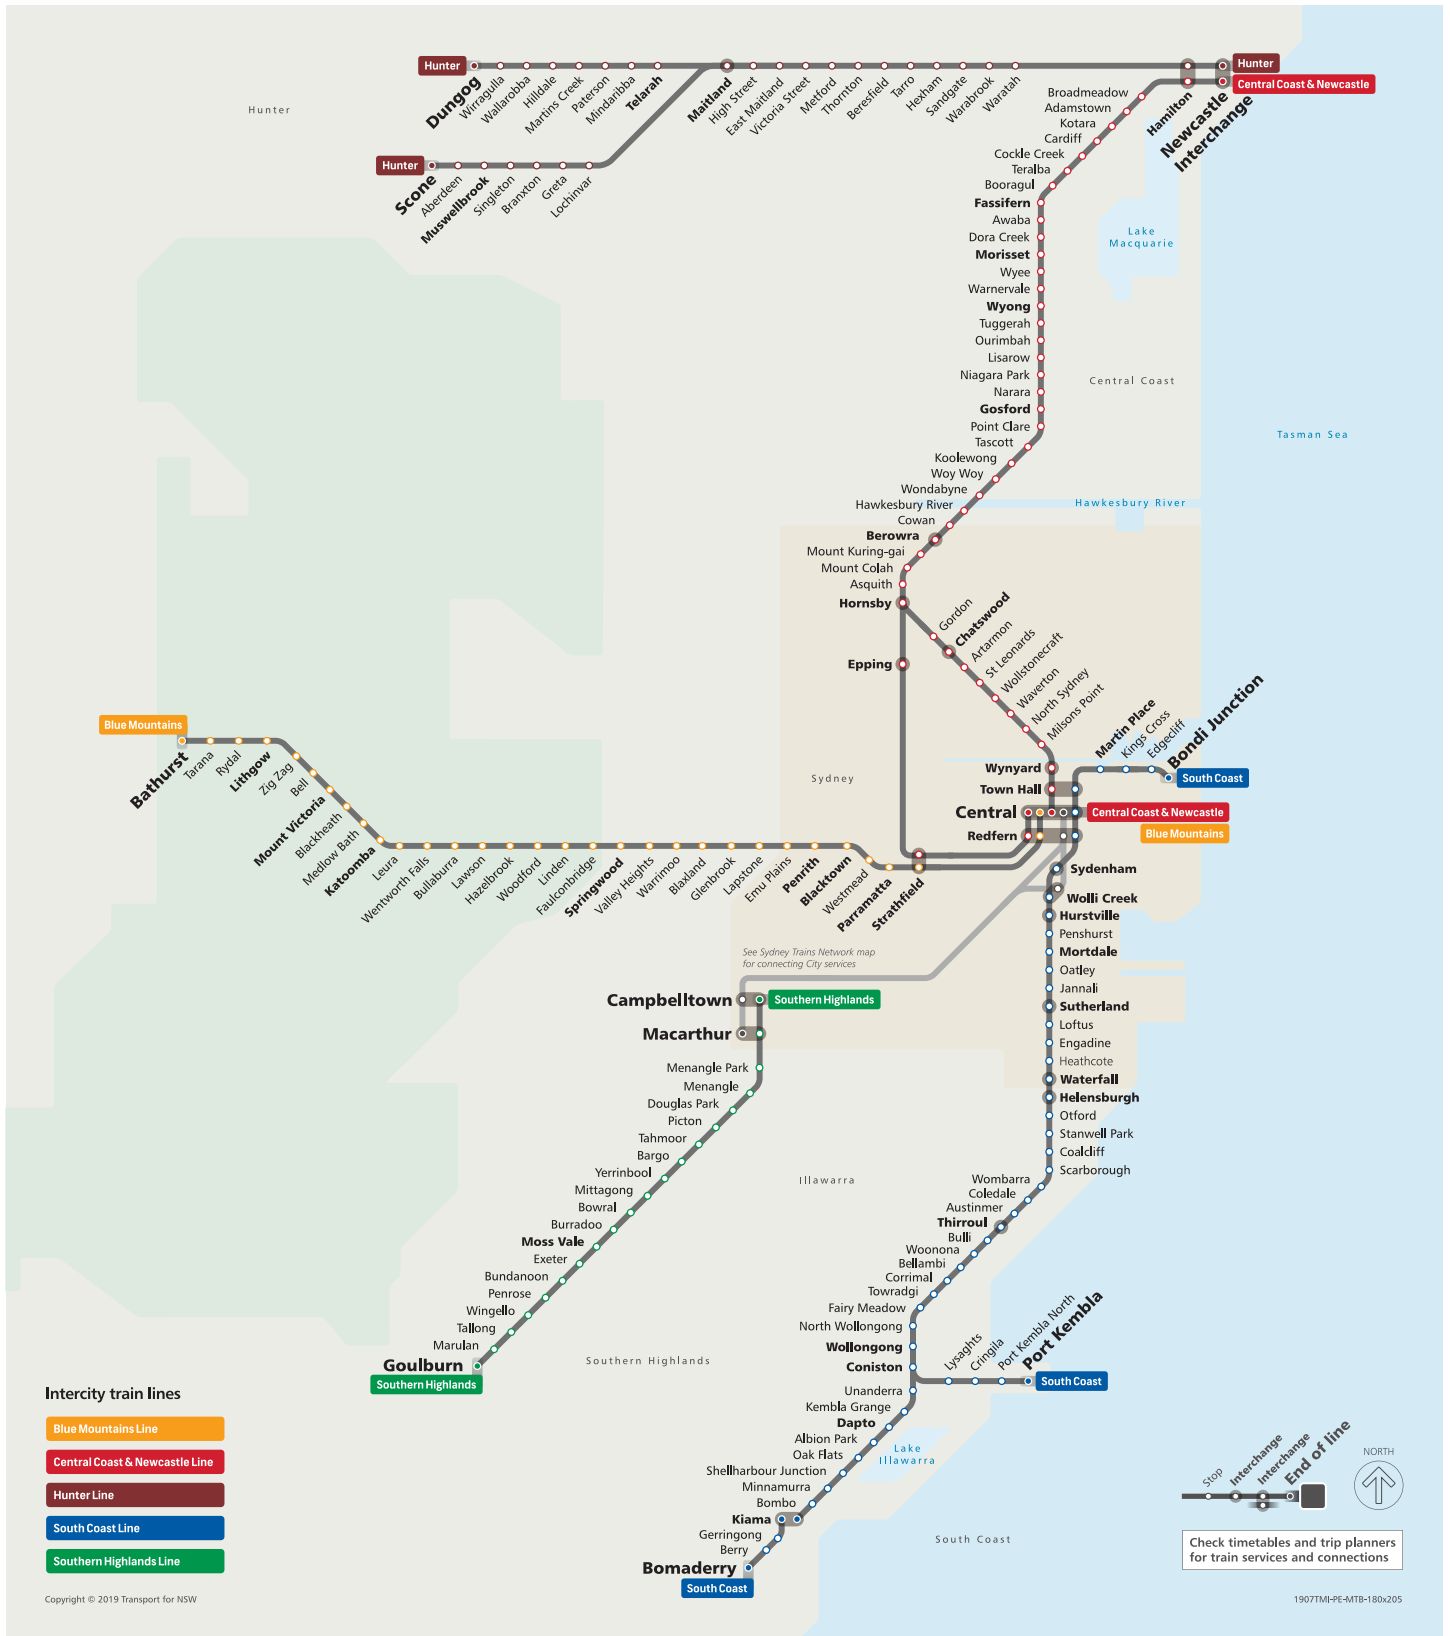 Hunter
Dungog
Wirragulla
Wallarobba
Hilldale
Martins Creek
Paterson
Mindaribba
Telarah
Maitland
High Street
East Maitland
Victoria Street
Metford
Thornton
Beresfield
Tarro
Hexham
Sandgate
Warabrook
Waratah
Hamilton
Newcastle
Interchange
Hunter
Central Coast & Newcastle
Hunter
Hunter
Scone
Aberdeen
Muswellbrook
Singleton
Branxton
Greta
Lochinvar
Broadmeadow
Adamstown
Kotara
Cardiff
Cockle Creek
Teralba
Booragul
Fassifern
Awaba
Dora Creek
Morisset
Wyee
Warnervale
Wyong
Tuggerah
Ourimbah
Lisarow
Niagara Park
Narara
Gosford
Point Clare
Tascott
Koolewong
Woy Woy
Wondabyne
Hawkesbury River
Cowan
Berowra
Mount Kuring-gai
Mount Colah
Asquith
Hornsby
Lake
Macquarie
Central Coast
Tasman Sea
Hawkesbury River
Gordon
Chatswood
Artarmon
St Leonards
Wollstonecraft
Waverton
North Sydney
Milsons Point
Epping
Wynyard
Town Hall
Central
Redfern
Central Coast & Newcastle
Blue Mountains
Martin Place
Kings Cross
Edgecliff
Bondi Junction
South Coast
Sydney
Blue Mountains
Bathurst
Tarana
Rydal
Lithgow
Zig Zag
Bell
Mount Victoria
Blackheath
Medlow Bath
Katoomba
Leura
Wentworth Falls
Bullaburra
Lawson
Hazelbrook
Woodford
Linden
Faulconbridge
Springwood
Valley Heights
Warrimoo
Blaxland
Glenbrook
Lapstone
Emu Plains
Penrith
Blacktown
Westmead
Parramatta
Strathfield
Sydenham
Wolli Creek
Hurstville
Penshurst
Mortdale
Oatley
Jannali
Sutherland
Loftus
Engadine
Heathcote
Waterfall
Helensburgh
Otford
Stanwell Park
Coalcliff
Scarborough
Wombarra
Coledale
Austinmer
Thirroul
Bulli
Woonona
Bellambi
Corrimal
Towradgi
Fairy Meadow
North Wollongong
Wollongong
Coniston
Lysaghts
Cringila
Port Kembla North
Port Kembla
South Coast
Unanderra
Kembla Grange
Dapto
Albion Park
Oak Flats
Shellharbour Junction
Minnamurra
Bombo
Kiama
Gerringong
Berry
Bomaderry
South Coast
Lake
Illawarra
South Coast
Illawarra
See Sydney Trains Network map
for connecting City services
Campbelltown
Southern Highlands
Macarthur
Menangle Park
Menangle
Douglas Park
Picton
Tahmoor
Bargo
Yerrinbool
Mittagong
Bowral
Burradoo
Moss Vale
Exeter
Bundanoon
Penrose
Wingello
Tallong
Marulan
Goulburn
Southern Highlands
Southern Highlands
Intercity train lines
Blue Mountains Line
Central Coast & Newcastle Line
Hunter Line
South Coast Line
Southern Highlands Line
Copyright © 2019 Transport for NSW
Stop
Interchange
Interchange
End of line
NORTH
Check timetables and trip planners
for train services and connections
1907TMI-PE-MTB-180x205